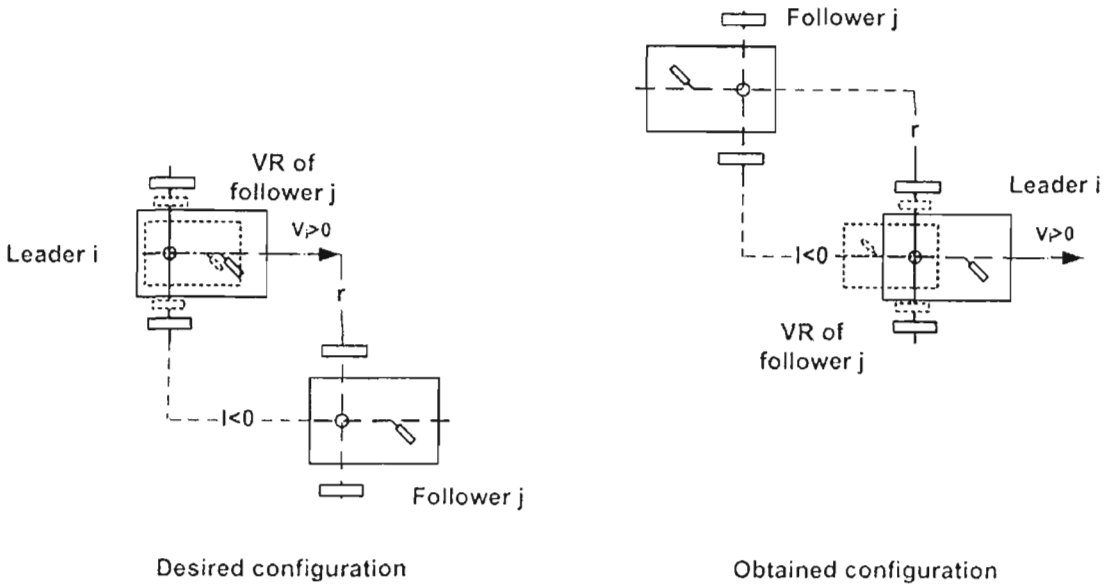 Follower j
VR of
follower j
Leader i
Vi>0
r
l<0
Follower j
r
Leader i
Vi>0
l<0
VR of
follower j
Desired configuration
Obtained configuration